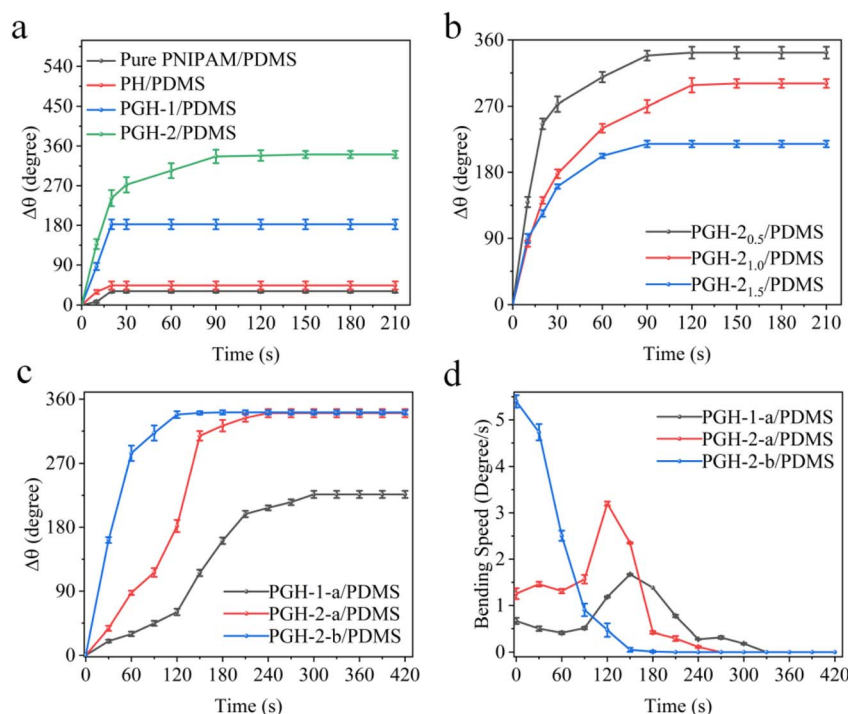 a
Δθ (degree)
540
450
360
270
180
90
0
Pure PNIPAM/PDMS
PH/PDMS
PGH-1/PDMS
PGH-2/PDMS
0 30 60 90 120 150 180 210
Time (s)
b
Δθ (degree)
360
270
180
90
0
PGH-2₀.₅/PDMS
PGH-2₁.₀/PDMS
PGH-2₁.₅/PDMS
0 30 60 90 120 150 180 210
Time (s)
c
Δθ (degree)
360
270
180
90
0
PGH-1-a/PDMS
PGH-2-a/PDMS
PGH-2-b/PDMS
0 60 120 180 240 300 360 420
Time (s)
d
Bending Speed (Degree/s)
5
4
3
2
1
0
PGH-1-a/PDMS
PGH-2-a/PDMS
PGH-2-b/PDMS
0 60 120 180 240 300 360 420
Time (s)